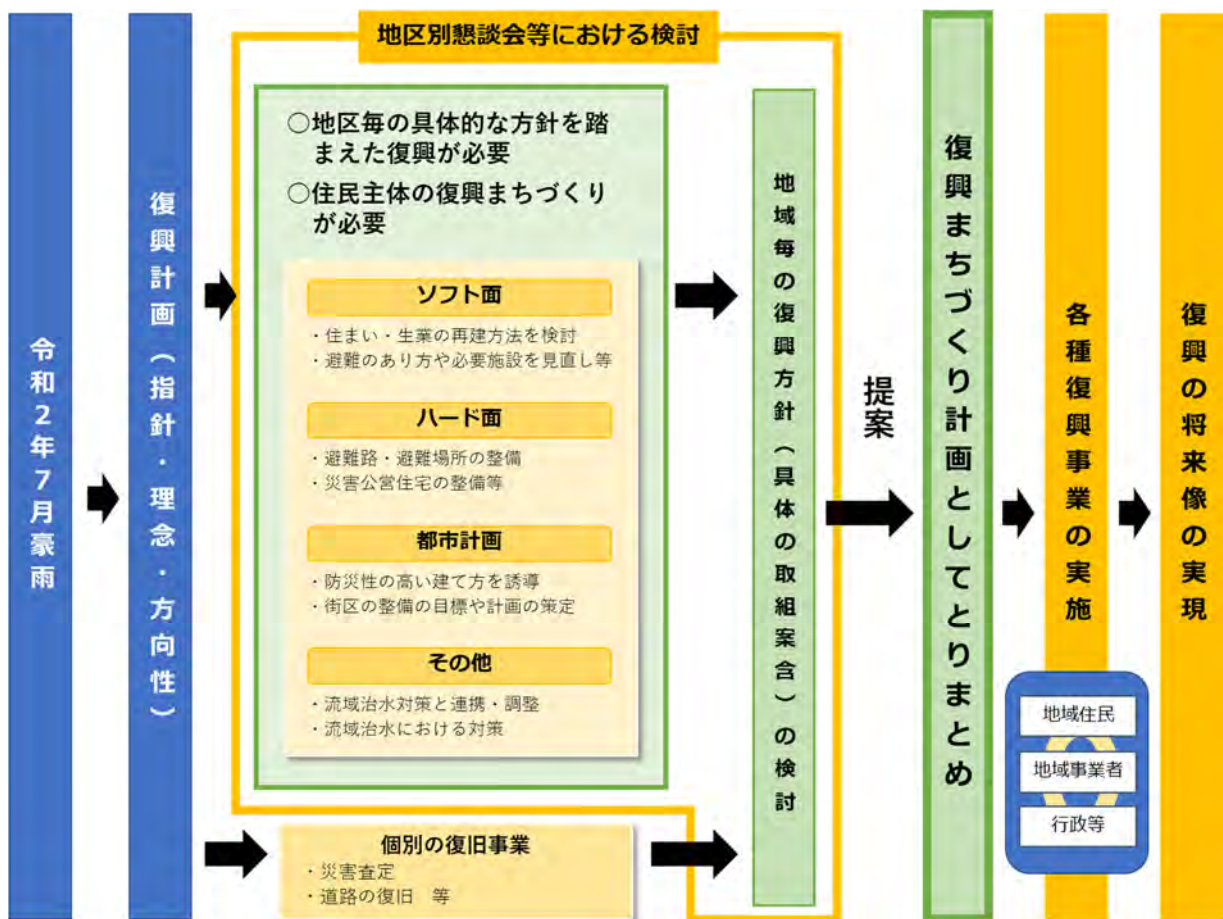 令和2年7月豪雨
復興計画（指針・理念・方向性）
地区別懇談会等における検討
○地区毎の具体的な方針を踏
まえた復興が必要
○住民主体の復興まちづくり
が必要
ソフト面
・住まい・生業の再建方法を検討
・避難のあり方や必要施設を見直し等
ハード面
・避難路・避難場所の整備
・災害公営住宅の整備等
都市計画
・防災性の高い建て方を誘導
・街区の整備の目標や計画の策定
その他
・流域治水対策と連携・調整
・流域治水における対策
個別の復旧事業
・災害査定
・道路の復旧　等
地域毎の復興方針（具体の取組案含）の検討
提案
復興まちづくり計画としてとりまとめ
各種復興事業の実施
地域住民
地域事業者
行政等
復興の将来像の実現